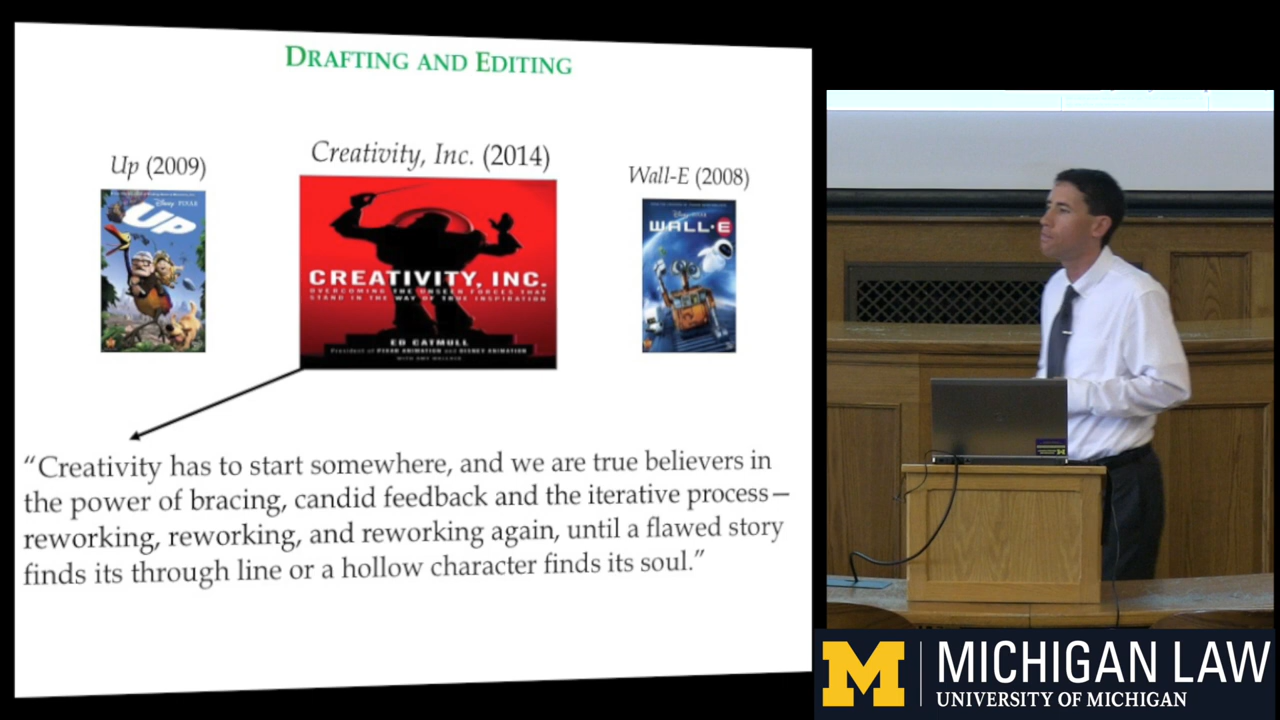 DRAFTING AND EDITING
Up (2009)
Creativity, Inc. (2014)
Wall-E (2008)
DISNEY PIXAR
UP
CREATIVITY, INC.
OVERCOMING THE UNSEEN FORCES THAT
STAND IN THE WAY OF TRUE INSPIRATION
ED CATMULL
President of PIXAR ANIMATION and DISNEY ANIMATION
WITH AMY WALLACE
DISNEY PIXAR
WALL·E
“Creativity has to start somewhere, and we are true believers in
the power of bracing, candid feedback and the iterative process—
reworking, reworking, and reworking again, until a flawed story
finds its through line or a hollow character finds its soul.”
M MICHIGAN LAW
UNIVERSITY OF MICHIGAN